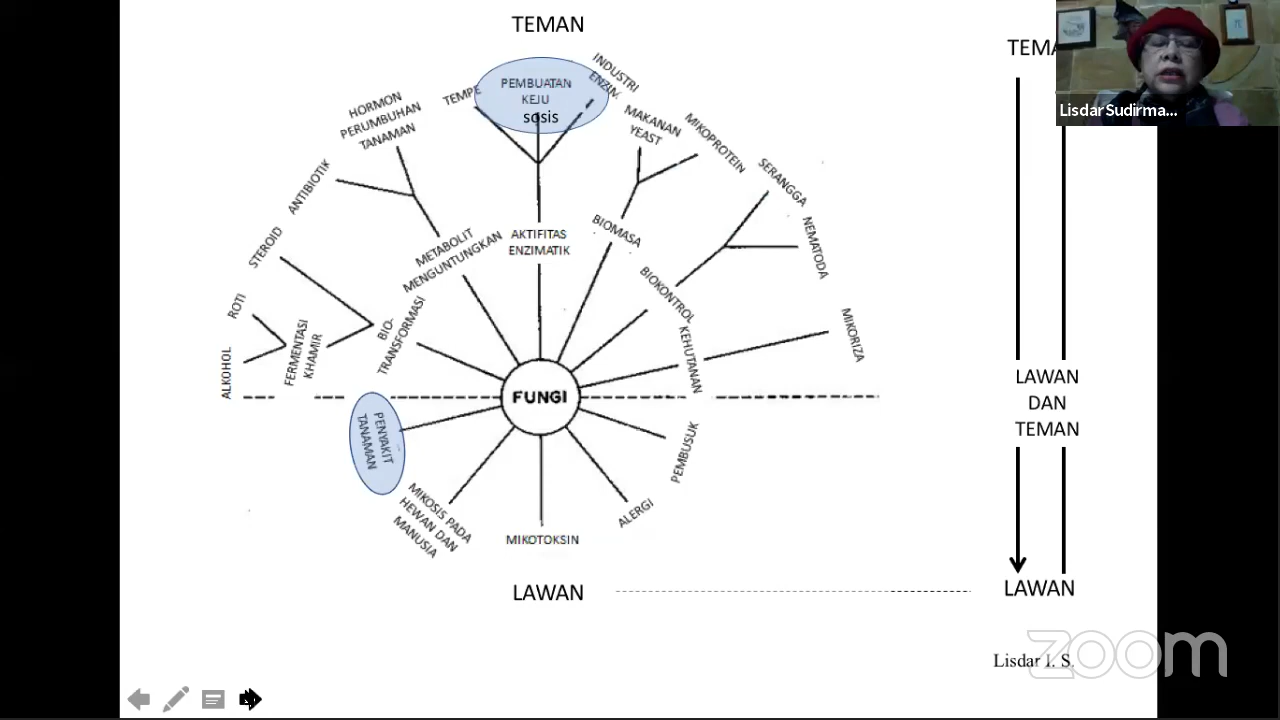 TEMAN
INDUSTRI
ENZIM
PEMBUATAN
KEJU
sosis
TEMPE
HORMON
PERUMBUHAN
TANAMAN
MAKANAN
YEAST
MIKOPROTEIN
ANTIBIOTIK
SERANGGA
NEMATODA
STEROID
METABOLIT
MENGUNTUNGKAN
AKTIFITAS
ENZIMATIK
BIOMASA
BIOKONTROL
ROTI
ALKOHOL
FERMENTASI
KHAMIR
BIO-
TRANSFORMASI
KEHUTANAN
MIKORIZA
FUNGI
PENYAKIT
TANAMAN
PEMBUSUK
MIKOSIS PADA
HEWAN DAN
MANUSIA
MIKOTOKSIN
ALERGI
LAWAN
Lisdar Sudirma...
LAWAN
DAN
TEMAN
LAWAN
Lisdar I. S.
zoom